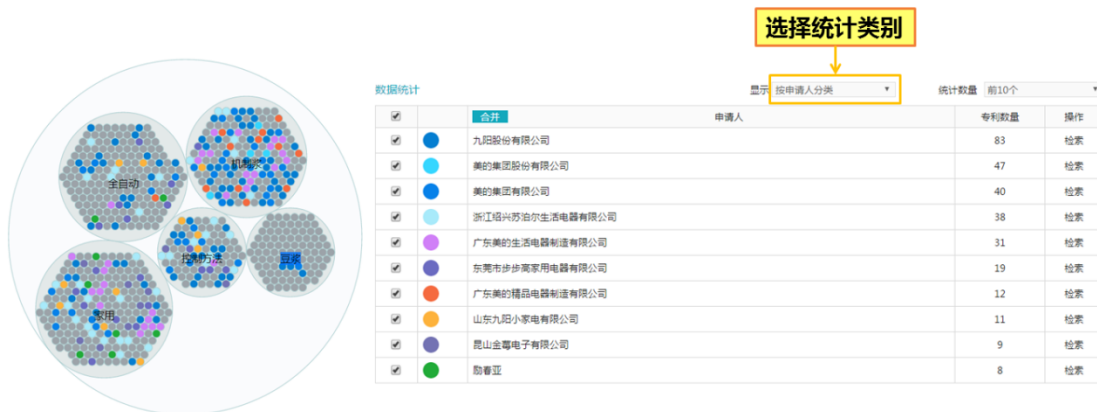 选择统计类别
数据统计
显示 按申请人分类
统计数量 前10个
合并 申请人 专利数量 操作
九阳股份有限公司 83 检索
美的集团股份有限公司 47 检索
美的集团有限公司 40 检索
浙江绍兴苏泊尔生活电器有限公司 38 检索
广东美的生活电器制造有限公司 31 检索
东莞市步步高家用电器有限公司 19 检索
广东美的精品电器制造有限公司 12 检索
山东九阳小家电有限公司 11 检索
昆山金莓电子有限公司 9 检索
励春亚 8 检索
机制浆
全自动
控制方法
豆浆
家用